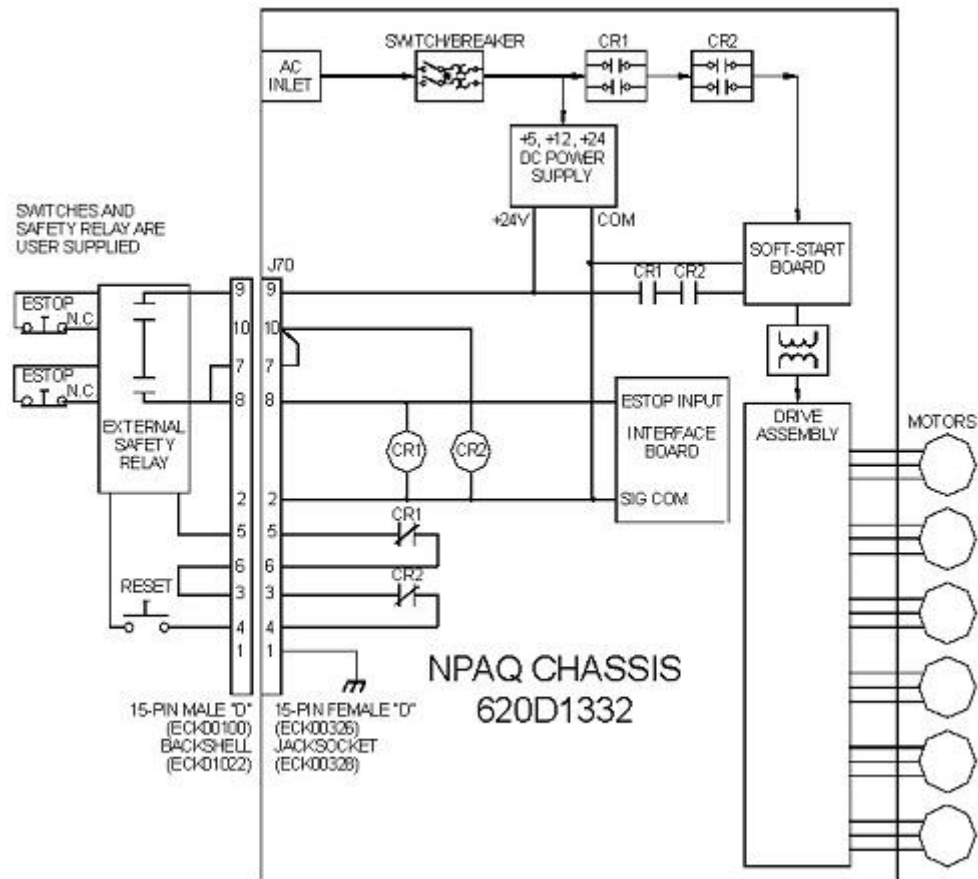 SWITCH/BREAKER
CR1
CR2
AC
INLET
+5, +12, +24
DC POWER
SUPPLY
+24V
COM
SWITCHES AND
SAFETY RELAY ARE
USER SUPPLIED
SOFT-START
BOARD
J70
CR1
CR2
9
9
ESTOP
N.C
10
10
7
7
ESTOP
N.C
8
8
EXTERNAL
SAFETY
RELAY
ESTOP INPUT
INTERFACE
BOARD
SIG COM
DRIVE
ASSEMBLY
MOTORS
CR1
CR2
2
2
CR1
5
5
6
6
CR2
3
3
RESET
4
4
1
1
NPAQ CHASSIS
620D1332
15-PIN MALE "D"
(ECK00100)
BACKSHELL
(ECK01022)
15-PIN FEMALE "D"
(ECK00326)
JACKSOCKET
(ECK00328)